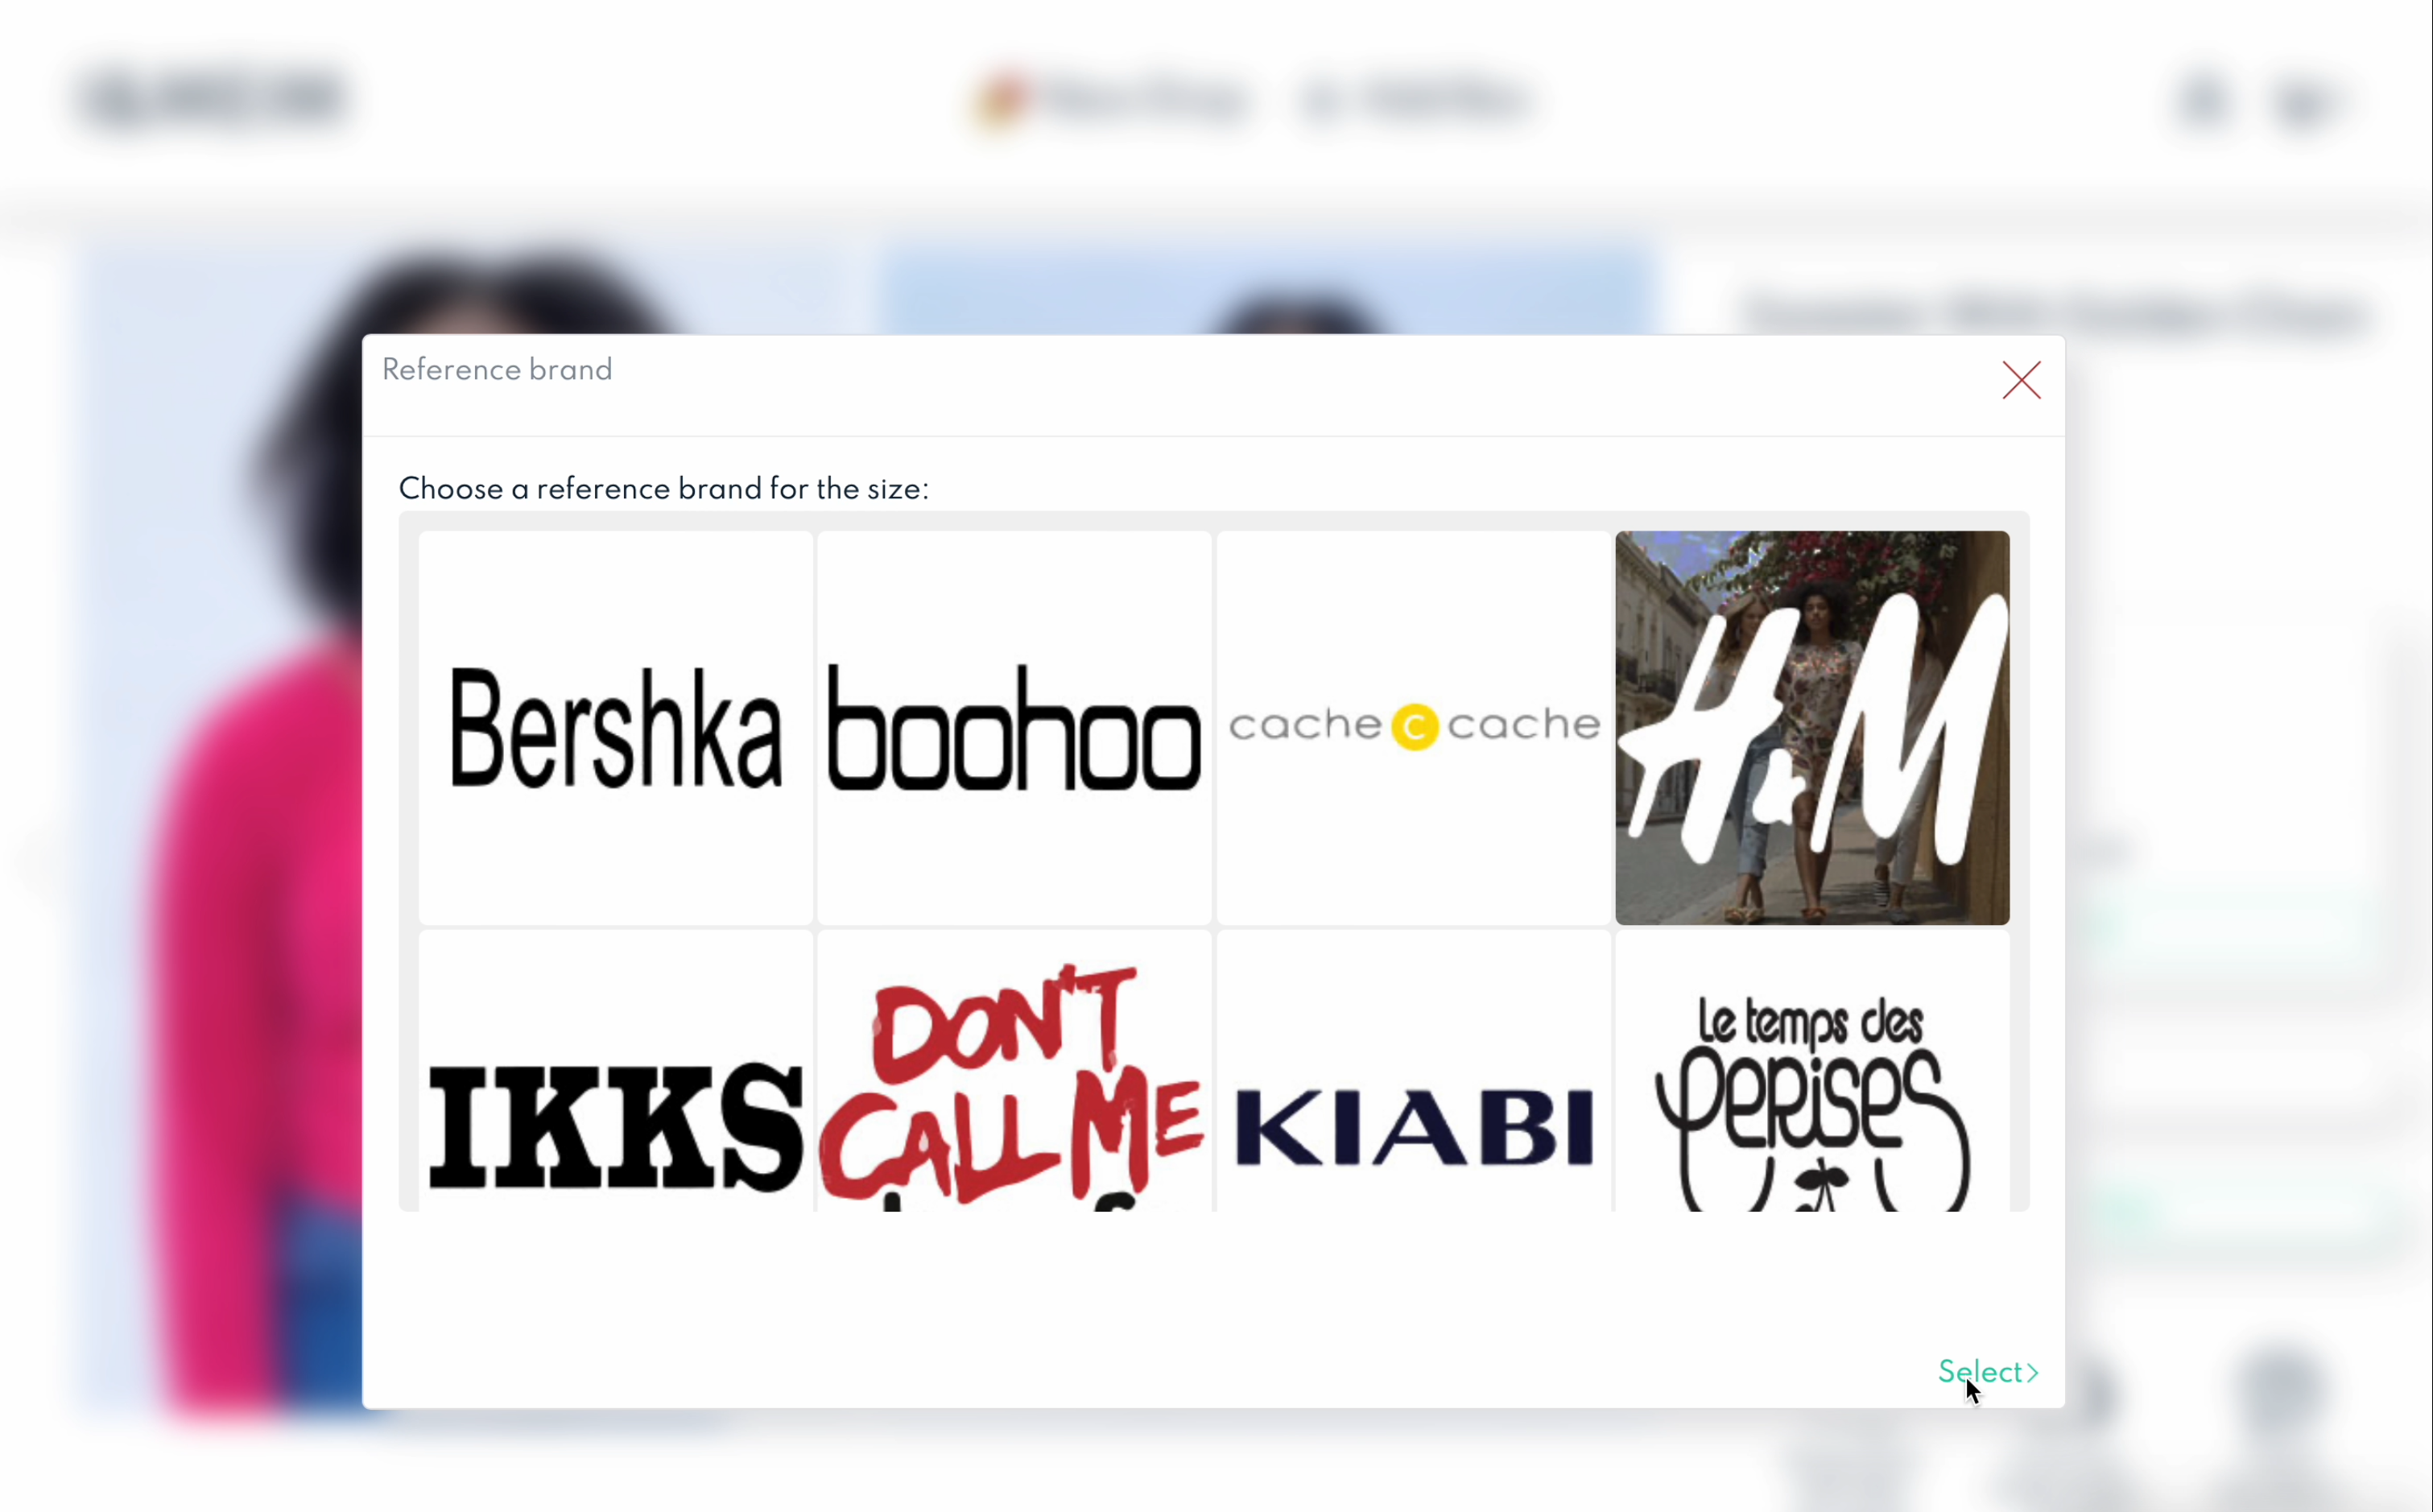 Reference brand
Choose a reference brand for the size:
Bershka
boohoo
cache c cache
H&M
IKKS
DON'T
CALL ME
KIABI
Le temps des
cerises
Select>